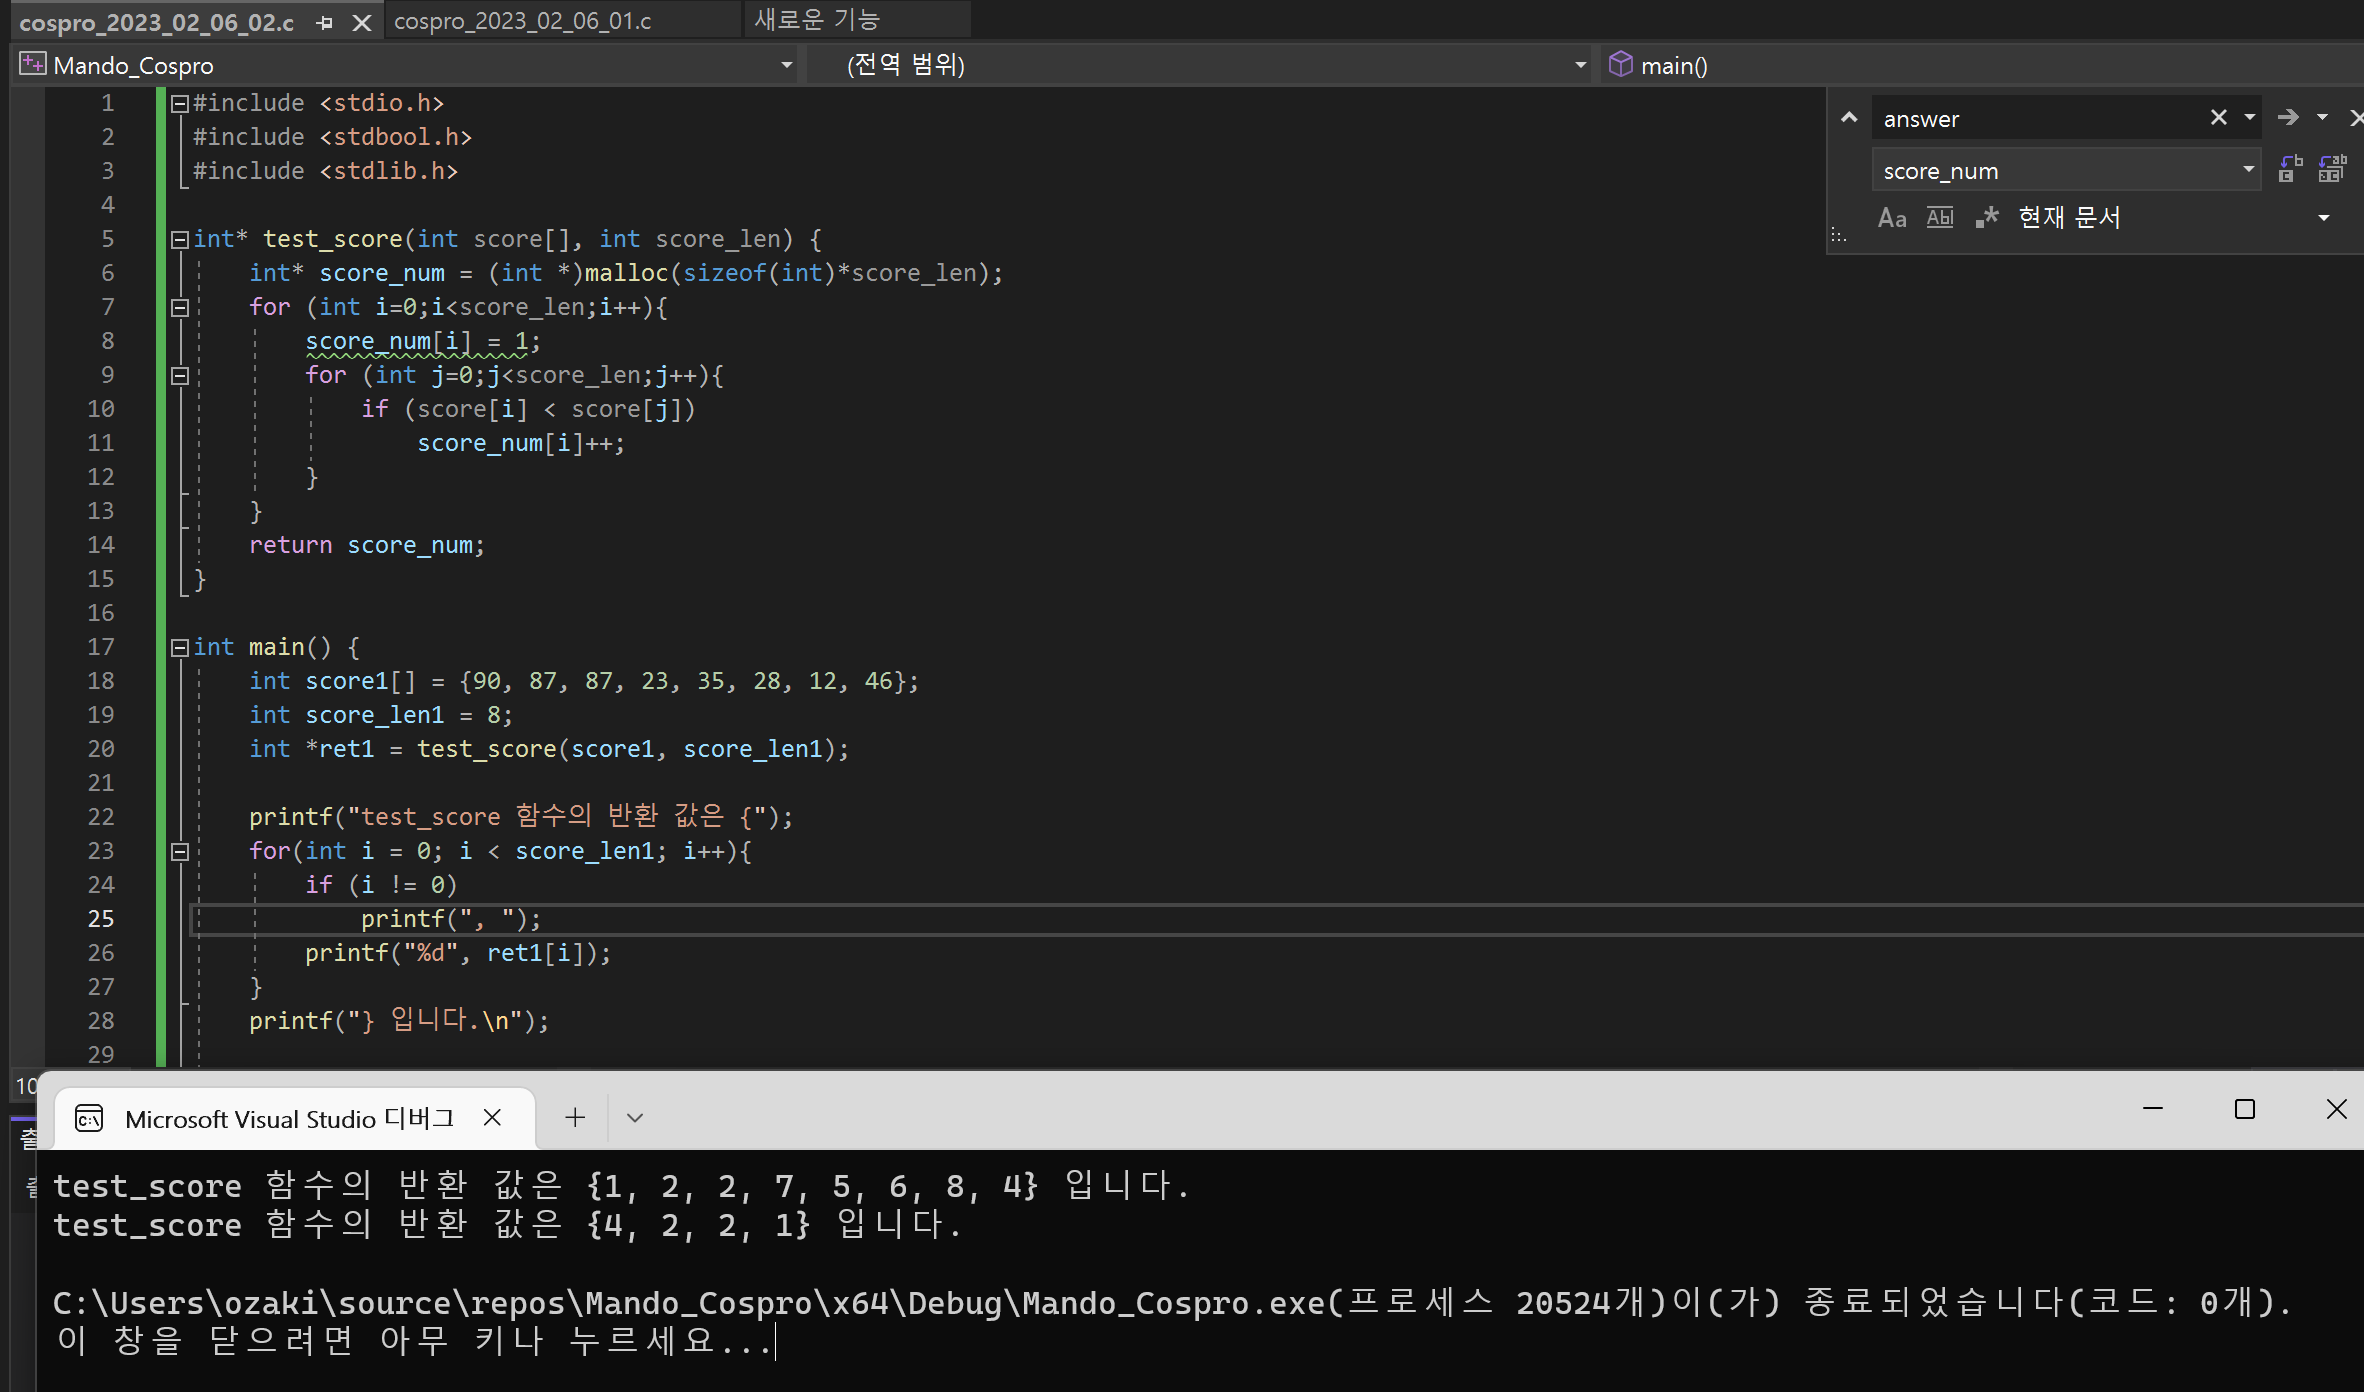 cospro_2023_02_06_02.c cospro_2023_02_06_01.c 새로운 기능
Mando_Cospro (전역 범위) main()
answer
score_num
Aa Abl .* 현재 문서
1 #include <stdio.h>
2 #include <stdbool.h>
3 #include <stdlib.h>
4
5 int* test_score(int score[], int score_len) {
6 int* score_num = (int *)malloc(sizeof(int)*score_len);
7 for (int i=0;i<score_len;i++){
8 score_num[i] = 1;
9 for (int j=0;j<score_len;j++){
10 if (score[i] < score[j])
11 score_num[i]++;
12 }
13 }
14 return score_num;
15 }
16
17 int main() {
18 int score1[] = {90, 87, 87, 23, 35, 28, 12, 46};
19 int score_len1 = 8;
20 int *ret1 = test_score(score1, score_len1);
21
22 printf("test_score 함수의 반환 값은 {");
23 for(int i = 0; i < score_len1; i++){
24 if (i != 0)
25 printf(", ");
26 printf("%d", ret1[i]);
27 }
28 printf("} 입니다.\n");
29
10
Microsoft Visual Studio 디버그
test_score 함수의 반환 값은 {1, 2, 2, 7, 5, 6, 8, 4} 입니다.
test_score 함수의 반환 값은 {4, 2, 2, 1} 입니다.
C:\Users\ozaki\source\repos\Mando_Cospro\x64\Debug\Mando_Cospro.exe(프로세스 20524개)이(가) 종료되었습니다(코드: 0개).
이 창을 닫으려면 아무 키나 누르세요...